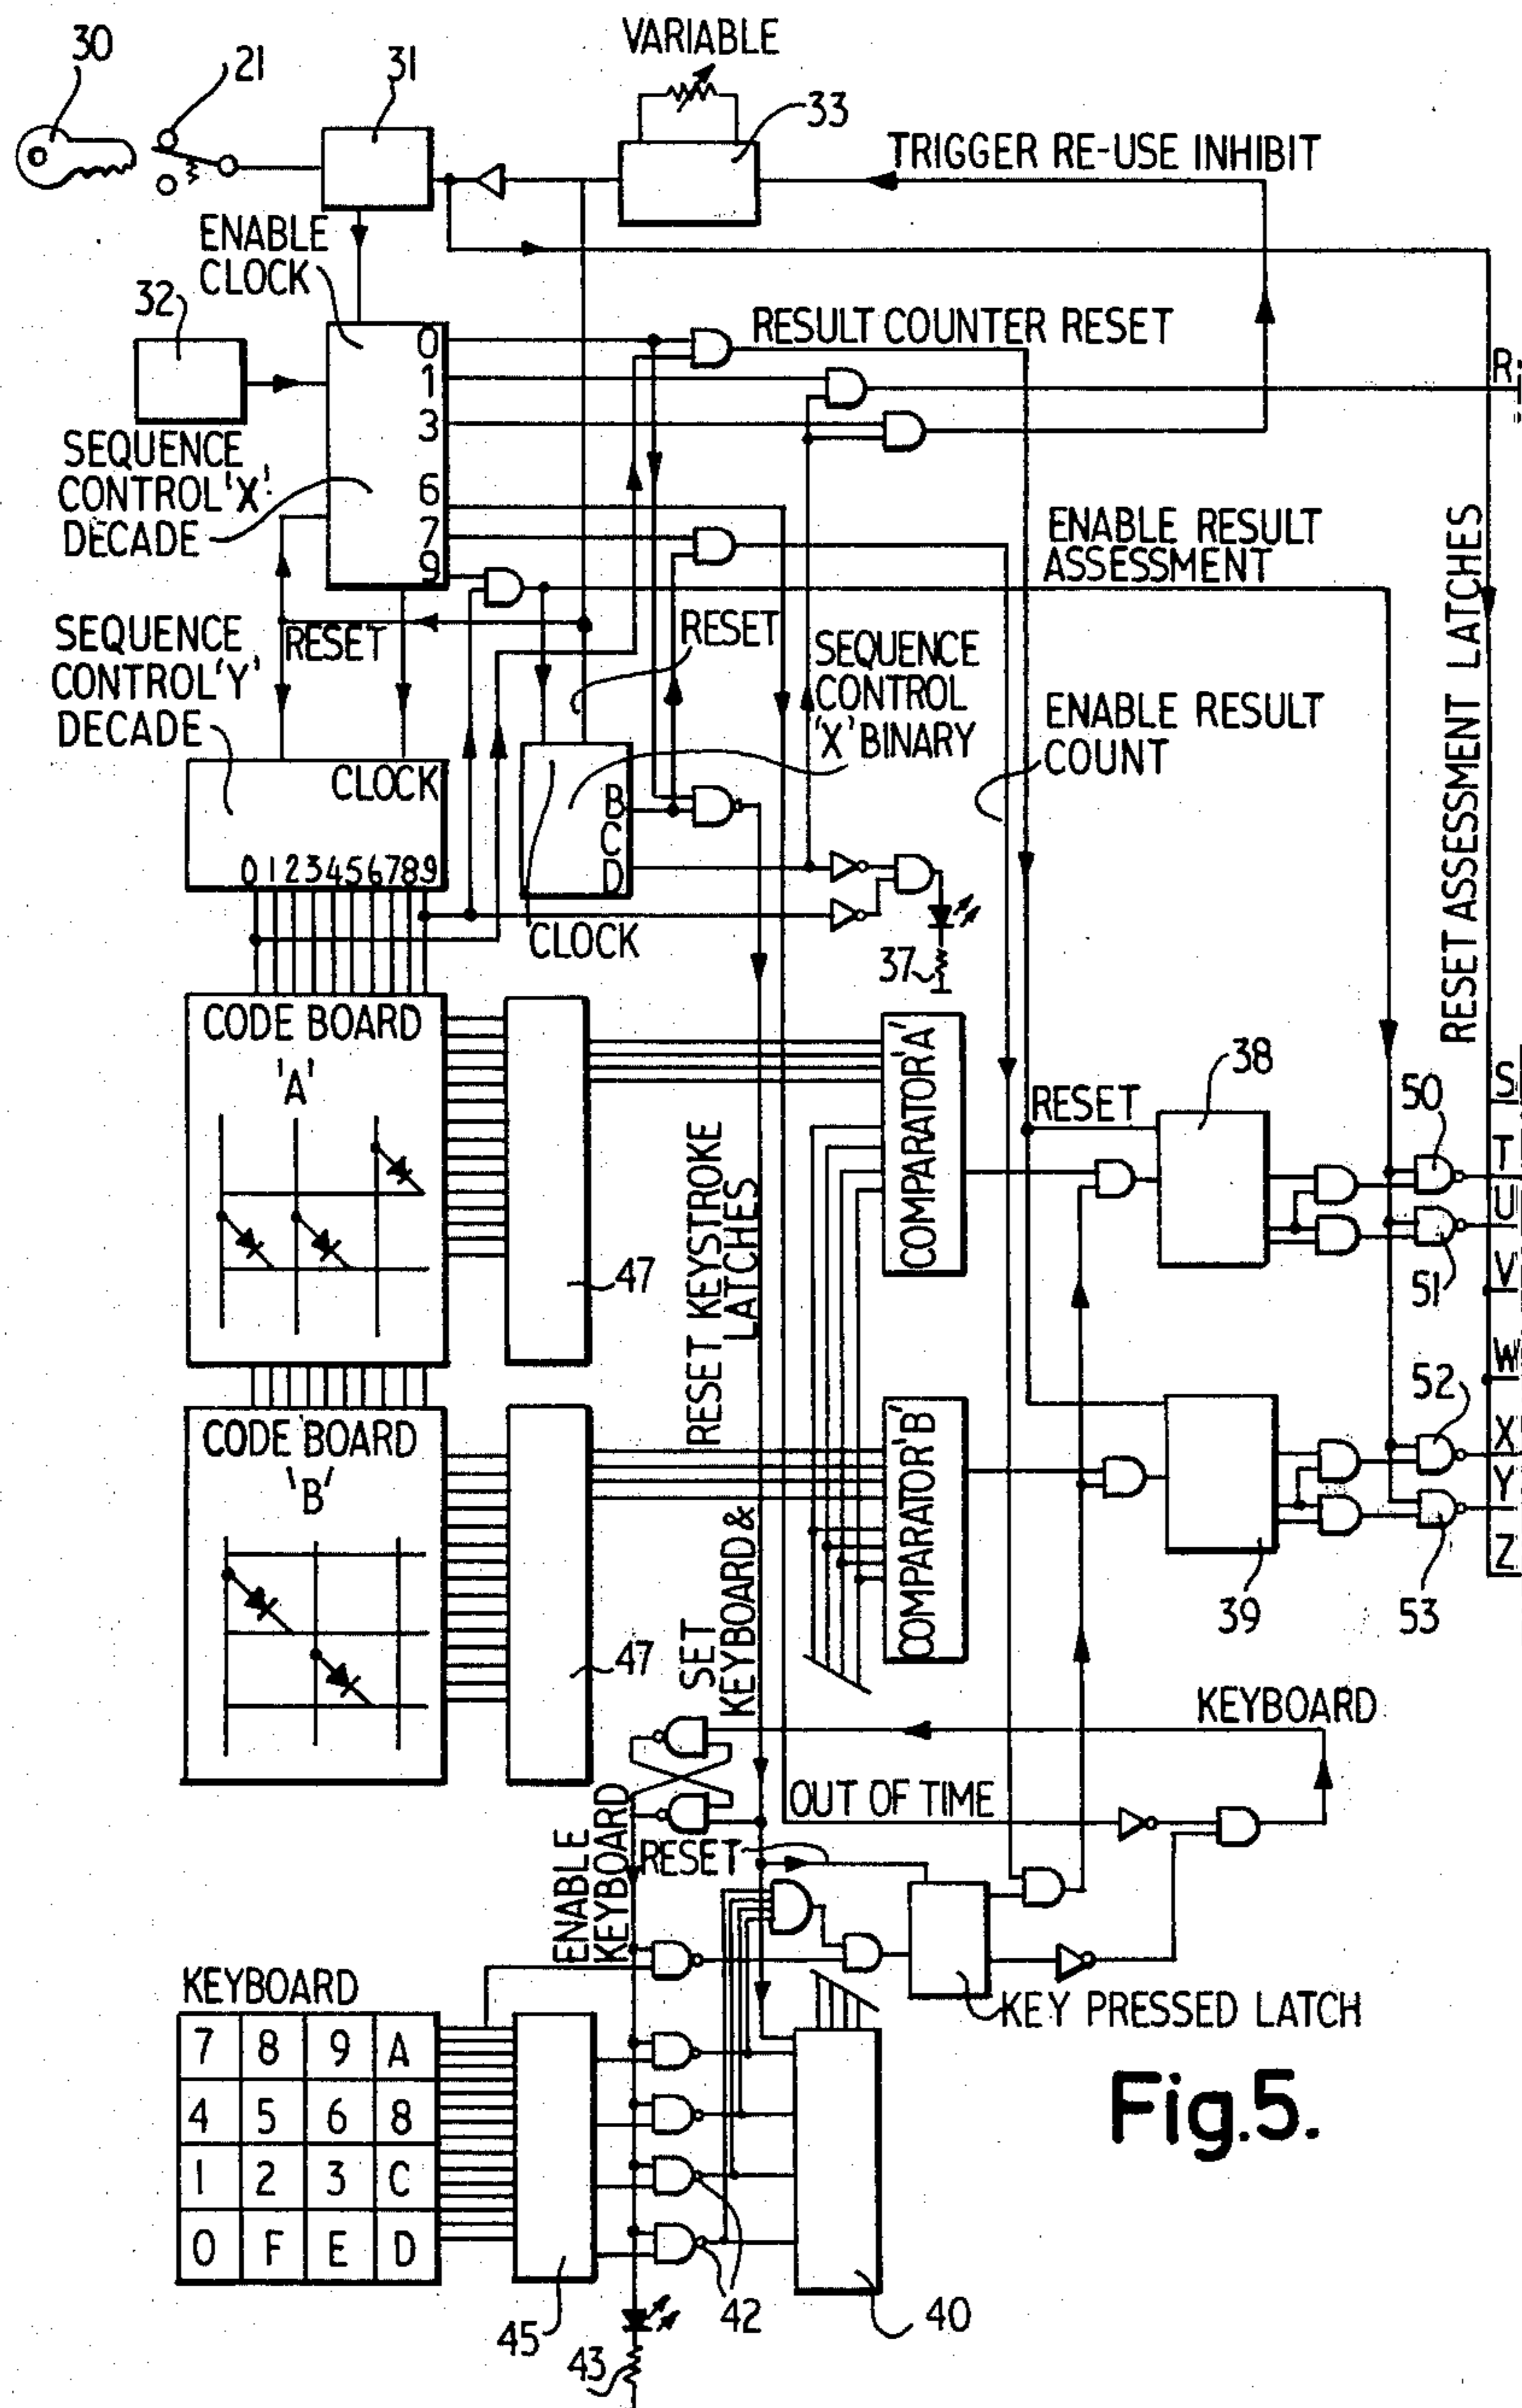 30
21
31
VARIABLE
33
TRIGGER RE-USE INHIBIT
ENABLE
CLOCK
32
0
1
3
6
7
9
RESULT COUNTER RESET
R
SEQUENCE
CONTROL 'X'
DECADE
ENABLE RESULT
ASSESSMENT
RESET ASSESSMENT LATCHES
SEQUENCE
CONTROL 'Y'
DECADE
RESET
RESET
SEQUENCE
CONTROL
'X' BINARY
ENABLE RESULT
COUNT
CLOCK
0 1 2 3 4 5 6 7 8 9
B
C
D
CLOCK
37
CODE BOARD
'A'
47
COMPARATOR 'A'
RESET
38
50
51
S
T
U
V
W
X
Y
Z
SET
KEYBOARD &
RESET KEYSTROKE
LATCHES
CODE BOARD
'B'
47
COMPARATOR 'B'
39
52
53
KEYBOARD
OUT OF TIME
RESET
ENABLE
KEYBOARD
KEY PRESSED LATCH
KEYBOARD
7 8 9 A
4 5 6 8
1 2 3 C
0 F E D
45
43
42
40
Fig.5.